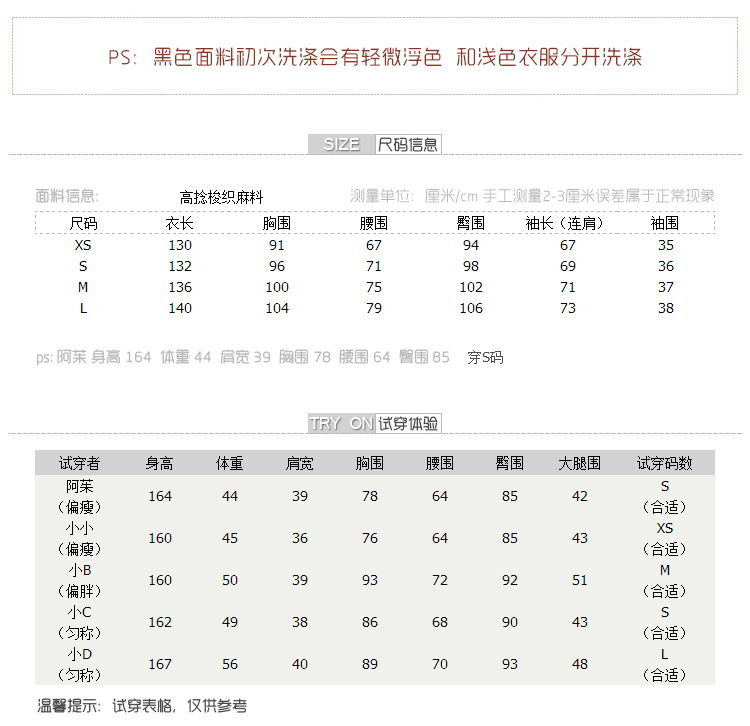 PS: 黑色面料初次洗涤会有轻微浮色 和浅色衣服分开洗涤
SIZE 尺码信息
面料信息: 高捻梭织麻料 测量单位: 厘米/cm 手工测量2-3厘米误差属于正常现象
尺码 衣长 胸围 腰围 臀围 袖长（连肩） 袖围
XS 130 91 67 94 67 35
S 132 96 71 98 69 36
M 136 100 75 102 71 37
L 140 104 79 106 73 38
ps: 阿茱 身高 164 体重 44 肩宽 39 胸围 78 腰围 64 臀围 85 穿S码
TRY ON 试穿体验
试穿者 身高 体重 肩宽 胸围 腰围 臀围 大腿围 试穿码数
阿茱（偏瘦） 164 44 39 78 64 85 42 S（合适）
小小（偏瘦） 160 45 36 76 64 85 43 XS（合适）
小B（偏胖） 160 50 39 93 72 92 51 M（合适）
小C（匀称） 162 49 38 86 68 90 43 S（合适）
小D（匀称） 167 56 40 89 70 93 48 L（合适）
温馨提示: 试穿表格, 仅供参考